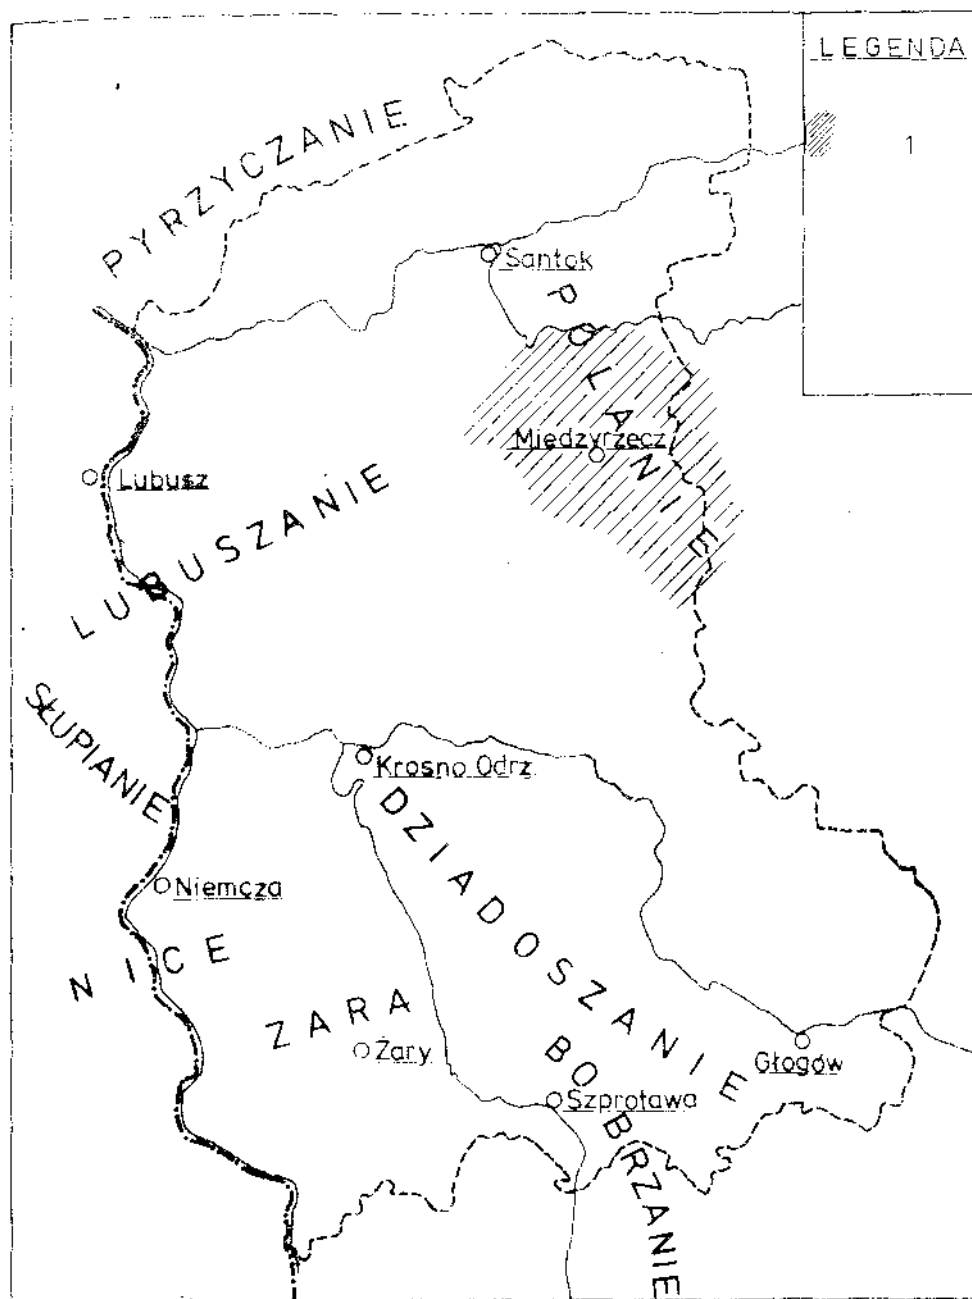 LEGENDA
1
PYRZYCZANIE
Santok
POLANIE
Międzyrzecz
Lubusz
LUBUSZANIE
SŁUPIANIE
Krosno Odrz.
DZIADOSZANIE
Niemcza
NICE
ZARA
Żary
BOBRZANIE
Głogów
Szprotawa